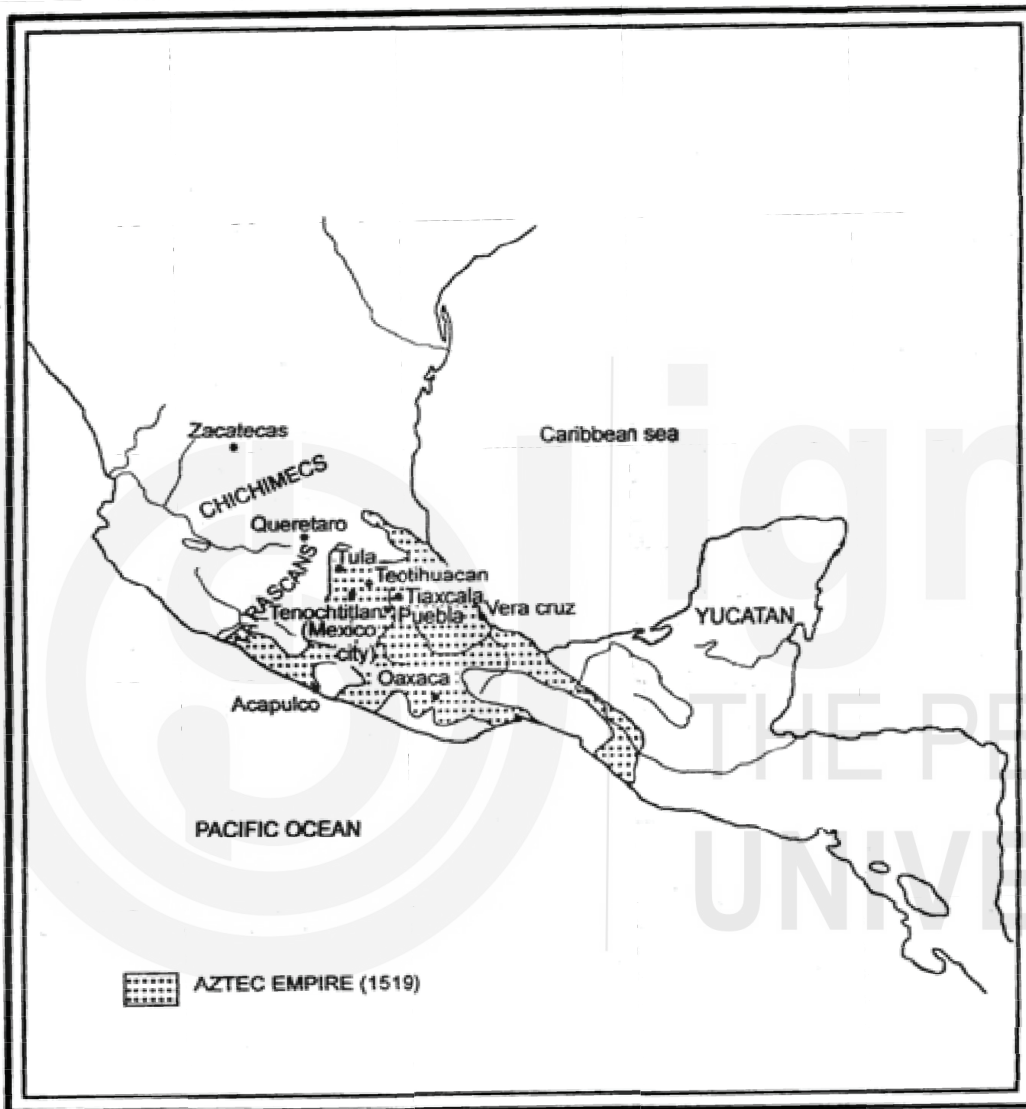 Zacatecas
Caribbean sea
CHICHIMECS
Queretaro
TARASCANS
Tula
Teotihuacan
Tiaxcala
Tenochtitlan
(Mexico
city)
Puebla
Vera cruz
YUCATAN
Oaxaca
Acapulco
PACIFIC OCEAN
AZTEC EMPIRE (1519)
ign
THE PE
UNIVE